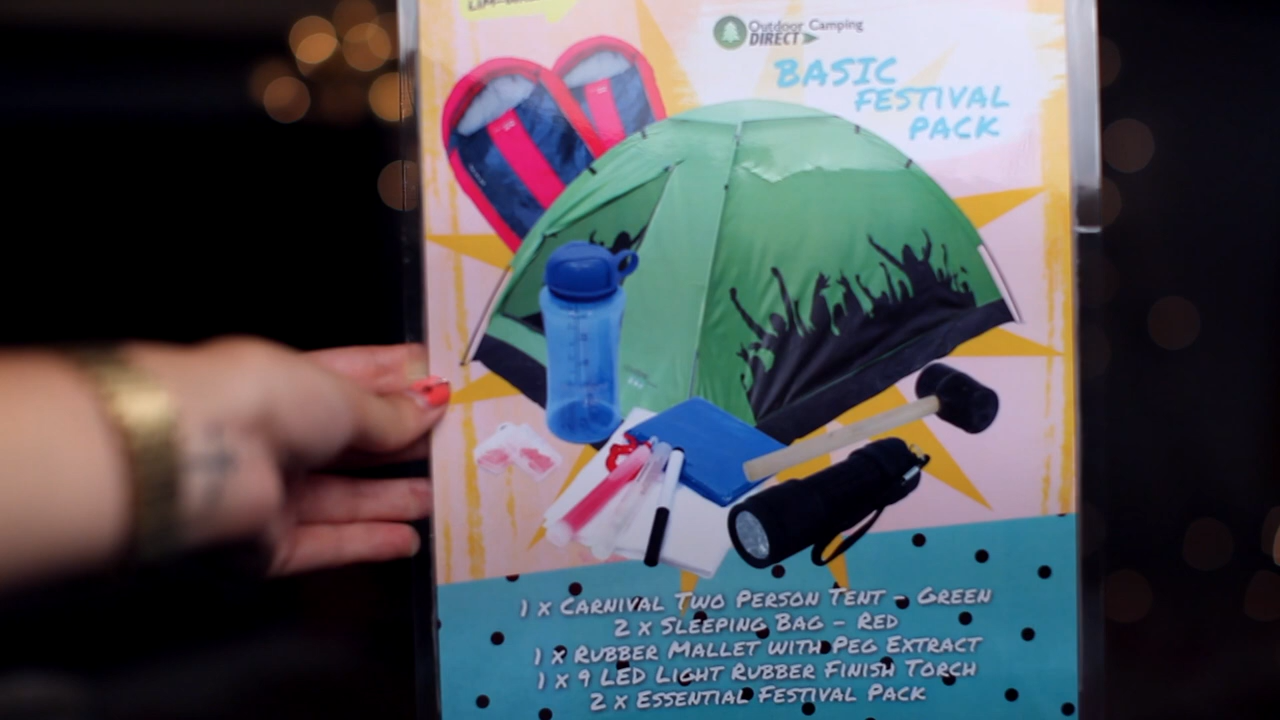 Outdoor Camping
DIRECT
BASIC
FESTIVAL
PACK
1 x CARNIVAL TWO PERSON TENT - GREEN
2 x SLEEPING BAG - RED
1 x RUBBER MALLET WITH PEG EXTRACT
1 x 9 LED LIGHT RUBBER FINISH TORCH
2 x ESSENTIAL FESTIVAL PACK